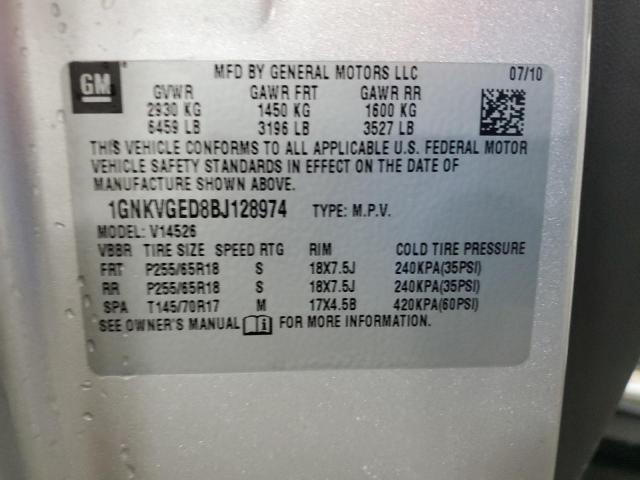 GM
MFD BY GENERAL MOTORS LLC 07/10
GVWR GAWR FRT GAWR RR
2930 KG 1450 KG 1600 KG
6459 LB 3196 LB 3527 LB
THIS VEHICLE CONFORMS TO ALL APPLICABLE U.S. FEDERAL MOTOR
VEHICLE SAFETY STANDARDS IN EFFECT ON THE DATE OF
MANUFACTURE SHOWN ABOVE.
1GNKVGED8BJ128974 TYPE: M.P.V.
MODEL: V14526
VBBR TIRE SIZE SPEED RTG RIM COLD TIRE PRESSURE
FRT P255/65R18 S 18X7.5J 240KPA(35PSI)
RR P255/65R18 S 18X7.5J 240KPA(35PSI)
SPA T145/70R17 M 17X4.5B 420KPA(60PSI)
SEE OWNER'S MANUAL FOR MORE INFORMATION.